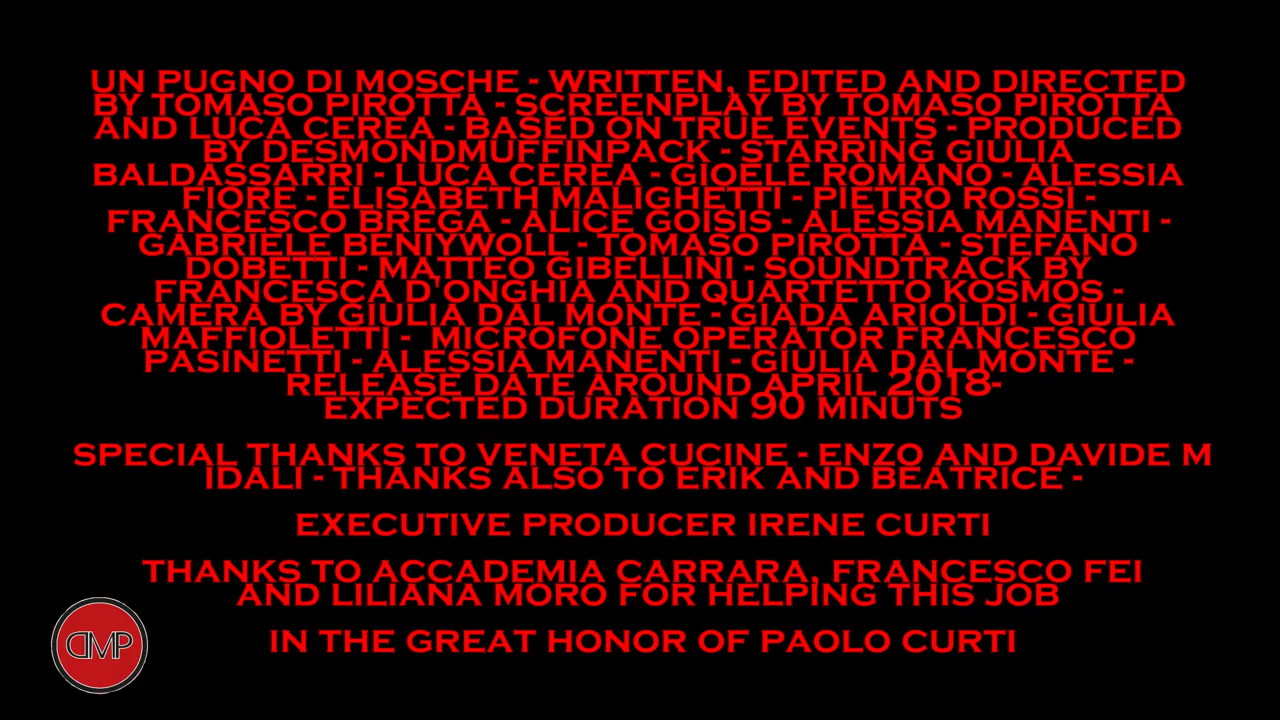 UN PUGNO DI MOSCHE - WRITTEN, EDITED AND DIRECTED
BY TOMASO PIROTTA - SCREENPLAY BY TOMASO PIROTTA
AND LUCA CEREA - BASED ON TRUE EVENTS - PRODUCED
BY DESMONDMUFFINPACK - STARRING GIULIA
BALDASSARRI - LUCA CEREA - GIOELE ROMANO - ALESSIA
FIORE - ELISABETH MALIGHETTI - PIETRO ROSSI -
FRANCESCO BREGA - ALICE GOISIS - ALESSIA MANENTI -
GABRIELE BENIYWOLL - TOMASO PIROTTA - STEFANO
DOBETTI - MATTEO GIBELLINI - SOUNDTRACK BY
FRANCESCA D'ONGHIA AND QUARTETTO KOSMOS -
CAMERA BY GIULIA DAL MONTE - GIADA ARIOLDI - GIULIA
MAFFIOLETTI - MICROFONE OPERATOR FRANCESCO
PASINETTI - ALESSIA MANENTI - GIULIA DAL MONTE -
RELEASE DATE AROUND APRIL 2018-
EXPECTED DURATION 90 MINUTS
SPECIAL THANKS TO VENETA CUCINE - ENZO AND DAVIDE M
IDALI - THANKS ALSO TO ERIK AND BEATRICE -
EXECUTIVE PRODUCER IRENE CURTI
THANKS TO ACCADEMIA CARRARA, FRANCESCO FEI
AND LILIANA MORO FOR HELPING THIS JOB
IN THE GREAT HONOR OF PAOLO CURTI
DMP